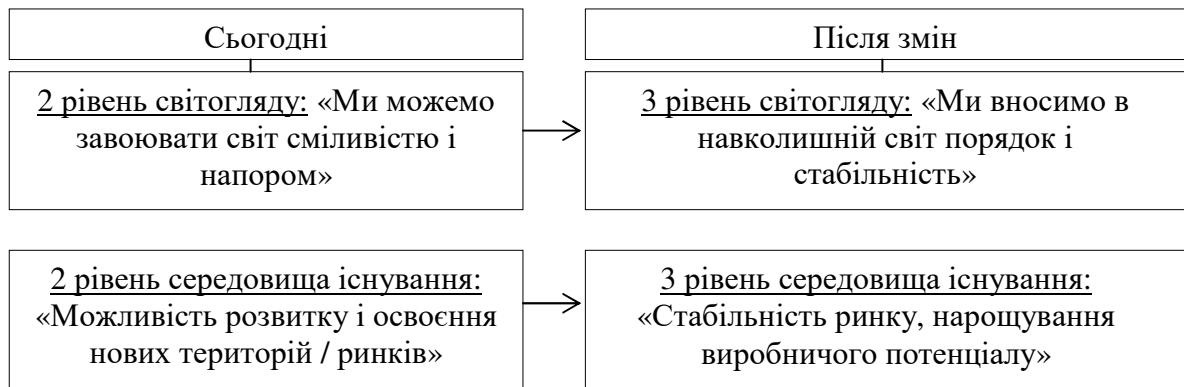 Сьогодні
Після змін
2 рівень світогляду: «Ми можемо
завоювати світ сміливістю і
напором»
3 рівень світогляду: «Ми вносимо в
навколишній світ порядок і
стабільність»
2 рівень середовища існування:
«Можливість розвитку і освоєння
нових територій / ринків»
3 рівень середовища існування:
«Стабільність ринку, нарощування
виробничого потенціалу»